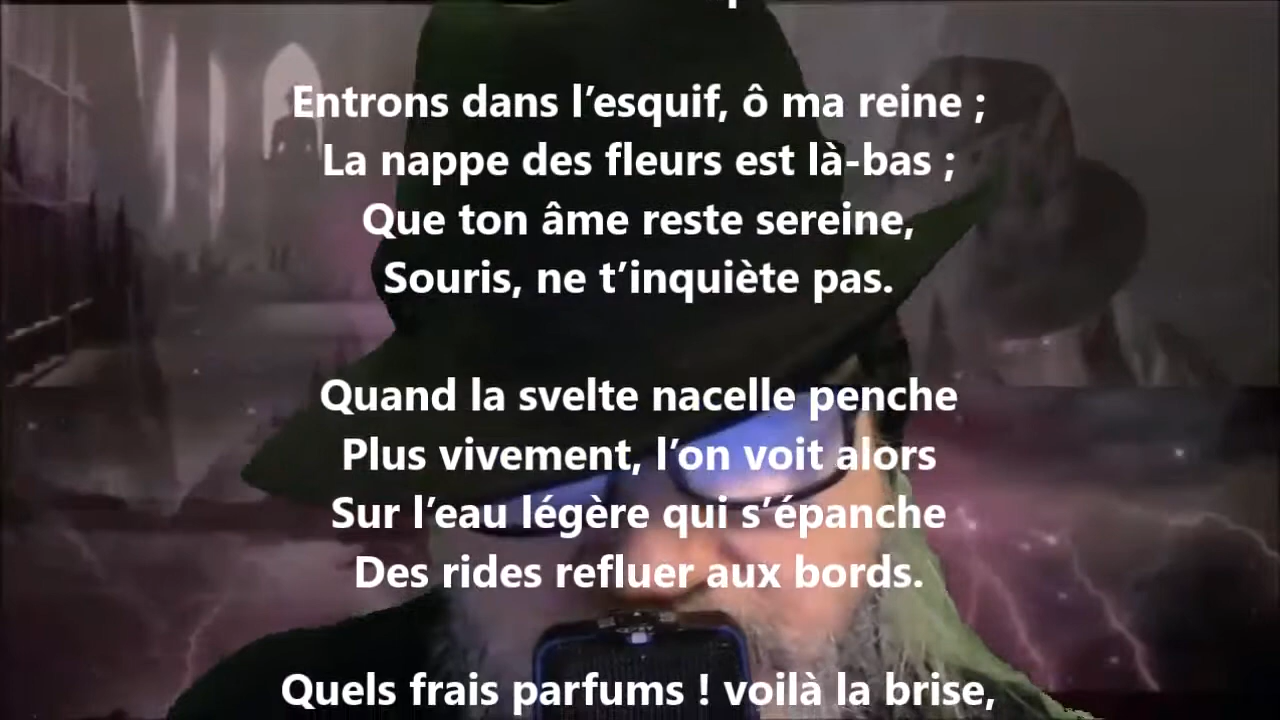 Entrons dans l’esquif, ô ma reine ;
La nappe des fleurs est là-bas ;
Que ton âme reste sereine,
Souris, ne t’inquiète pas.
Quand la svelte nacelle penche
Plus vivement, l’on voit alors
Sur l’eau légère qui s’épanche
Des rides refluer aux bords.
Quels frais parfums ! voilà la brise,